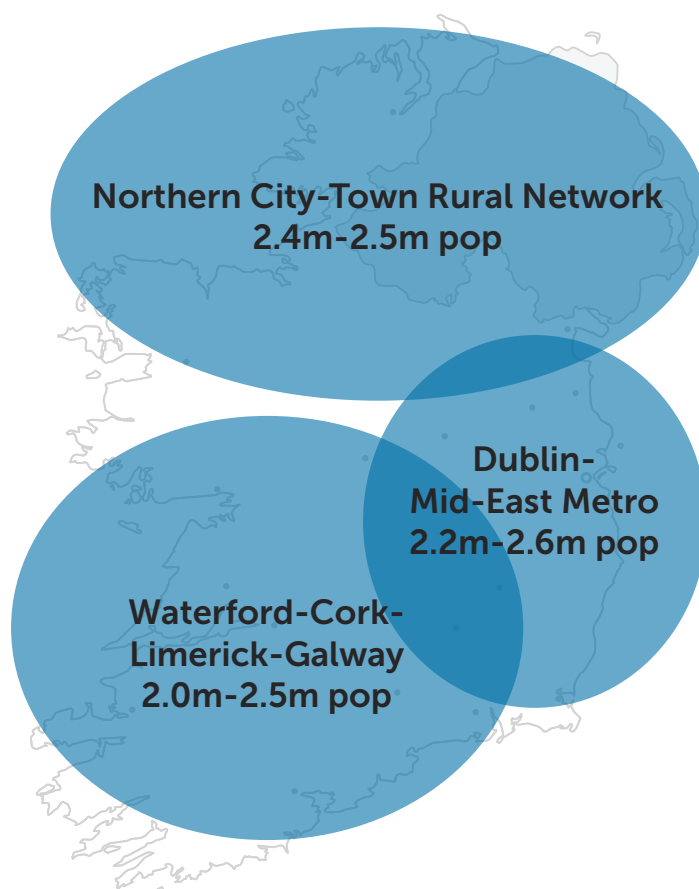 Northern City-Town Rural Network
2.4m-2.5m pop
Dublin-
Mid-East Metro
2.2m-2.6m pop
Waterford-Cork-
Limerick-Galway
2.0m-2.5m pop